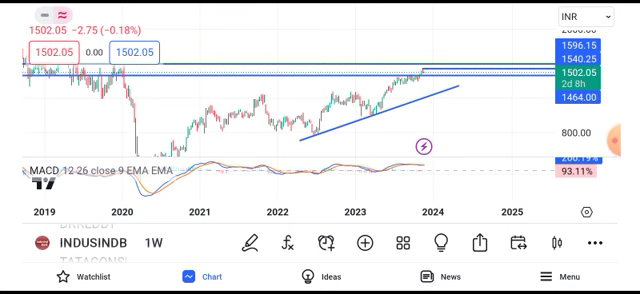 INR
1502.05 −2.75 (−0.18%)
1502.05 0.00 1502.05
1596.15
1540.25
1502.05
2d 8h
1464.00
800.00
MACD 12 26 close 9 EMA EMA
200.19%
93.11%
2019 2020 2021 2022 2023 2024 2025
INDUSINDB 1W
Watchlist Chart Ideas News Menu